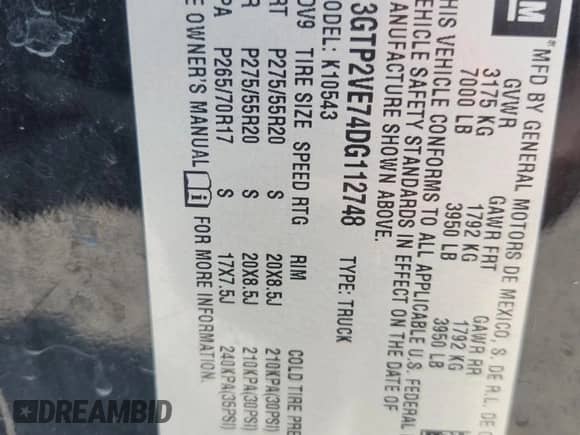 GM
MFD BY GENERAL MOTORS DE MEXICO, S. DE R.L. DE
GVWR GAWR FRT GAWR RR
3175 KG 1792 KG 1792 KG
7000 LB 3950 LB 3950 LB
THIS VEHICLE CONFORMS TO ALL APPLICABLE U.S. FEDERAL
VEHICLE SAFETY STANDARDS IN EFFECT ON THE DATE OF
MANUFACTURE SHOWN ABOVE.
3GTP2VE74DG112748 TYPE: TRUCK
MODEL: K10543
DV9 TIRE SIZE SPEED RTG RIM COLD TIRE PRE
RT P275/55R20 S 20X8.5J 210KPA(30PSI)
R P275/55R20 S 20X8.5J 210KPA(30PSI)
PA P265/70R17 S 17X7.5J 240KPA(35PSI)
E OWNER'S MANUAL FOR MORE INFORMATION.
DREAMBID